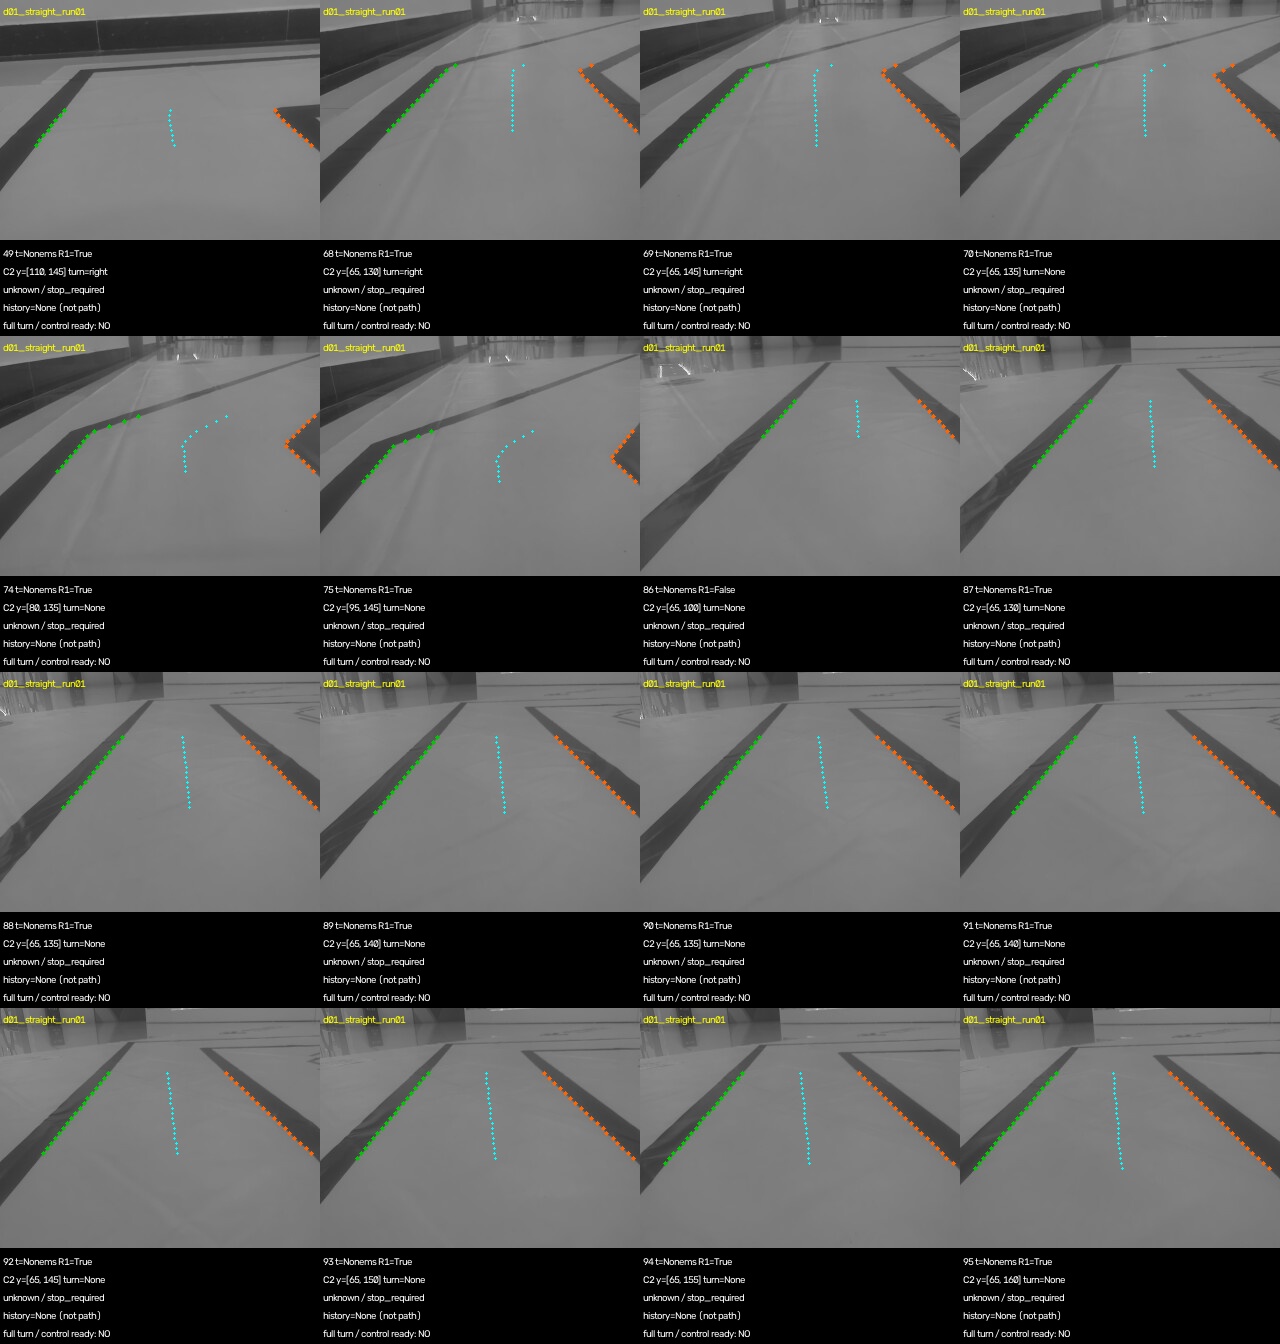 d01_straight_run01
d01_straight_run01
d01_straight_run01
d01_straight_run01
49 t=Nonems R1=True
C2 y=[110, 145] turn=right
unknown / stop_required
history=None (not path)
full turn / control ready: NO
68 t=Nonems R1=True
C2 y=[65, 130] turn=right
unknown / stop_required
history=None (not path)
full turn / control ready: NO
69 t=Nonems R1=True
C2 y=[65, 145] turn=right
unknown / stop_required
history=None (not path)
full turn / control ready: NO
70 t=Nonems R1=True
C2 y=[65, 135] turn=None
unknown / stop_required
history=None (not path)
full turn / control ready: NO
d01_straight_run01
d01_straight_run01
d01_straight_run01
d01_straight_run01
74 t=Nonems R1=True
C2 y=[80, 135] turn=None
unknown / stop_required
history=None (not path)
full turn / control ready: NO
75 t=Nonems R1=True
C2 y=[95, 145] turn=None
unknown / stop_required
history=None (not path)
full turn / control ready: NO
86 t=Nonems R1=False
C2 y=[65, 100] turn=None
unknown / stop_required
history=None (not path)
full turn / control ready: NO
87 t=Nonems R1=True
C2 y=[65, 130] turn=None
unknown / stop_required
history=None (not path)
full turn / control ready: NO
d01_straight_run01
d01_straight_run01
d01_straight_run01
d01_straight_run01
88 t=Nonems R1=True
C2 y=[65, 135] turn=None
unknown / stop_required
history=None (not path)
full turn / control ready: NO
89 t=Nonems R1=True
C2 y=[65, 140] turn=None
unknown / stop_required
history=None (not path)
full turn / control ready: NO
90 t=Nonems R1=True
C2 y=[65, 135] turn=None
unknown / stop_required
history=None (not path)
full turn / control ready: NO
91 t=Nonems R1=True
C2 y=[65, 140] turn=None
unknown / stop_required
history=None (not path)
full turn / control ready: NO
d01_straight_run01
d01_straight_run01
d01_straight_run01
d01_straight_run01
92 t=Nonems R1=True
C2 y=[65, 145] turn=None
unknown / stop_required
history=None (not path)
full turn / control ready: NO
93 t=Nonems R1=True
C2 y=[65, 150] turn=None
unknown / stop_required
history=None (not path)
full turn / control ready: NO
94 t=Nonems R1=True
C2 y=[65, 155] turn=None
unknown / stop_required
history=None (not path)
full turn / control ready: NO
95 t=Nonems R1=True
C2 y=[65, 160] turn=None
unknown / stop_required
history=None (not path)
full turn / control ready: NO